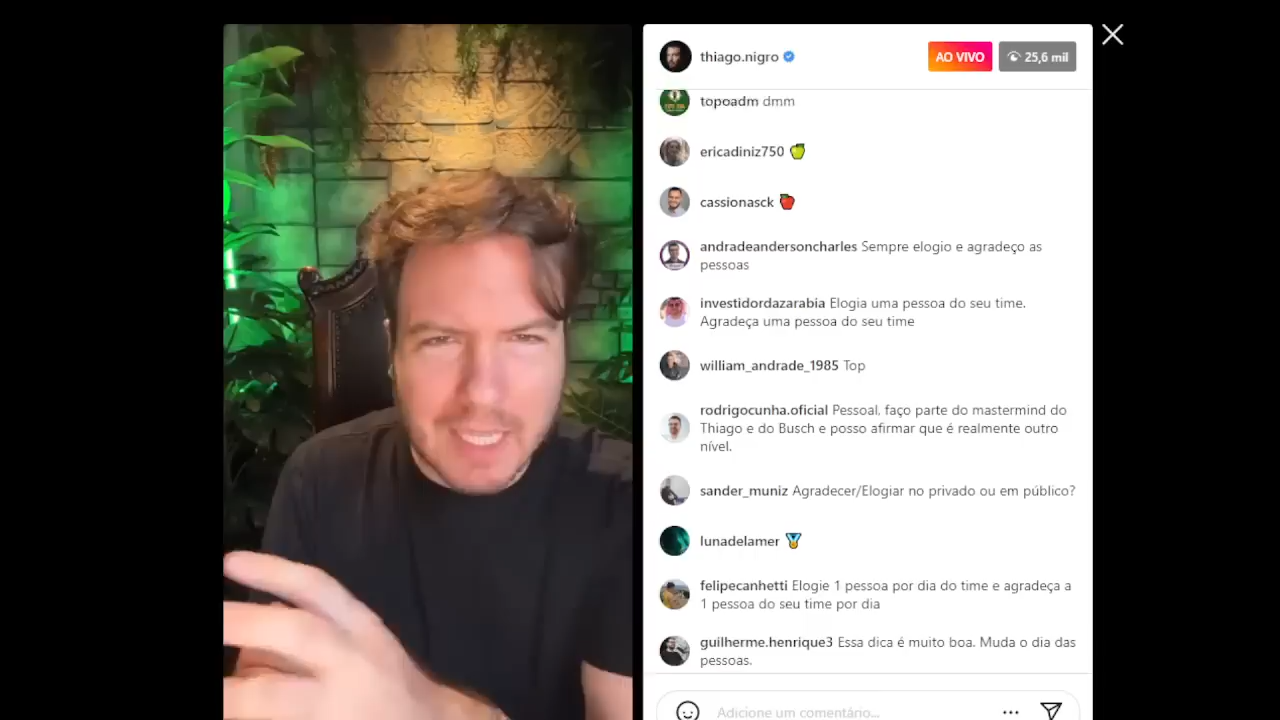 thiago.nigro
AO VIVO
25,6 mil
topoadm dmm
ericadiniz750
cassionasck
andradeandersoncharles Sempre elogio e agradeço as
pessoas
investidordazarabia Elogia uma pessoa do seu time.
Agradeça uma pessoa do seu time
william_andrade_1985 Top
rodrigocunha.oficial Pessoal, faço parte do mastermind do
Thiago e do Busch e posso afirmar que é realmente outro
nível.
sander_muniz Agradecer/Elogiar no privado ou em público?
lunadelamer
felipecanhetti Elogie 1 pessoa por dia do time e agradeça a
1 pessoa do seu time por dia
guilherme.henrique3 Essa dica é muito boa. Muda o dia das
pessoas.
Adicione um comentário...